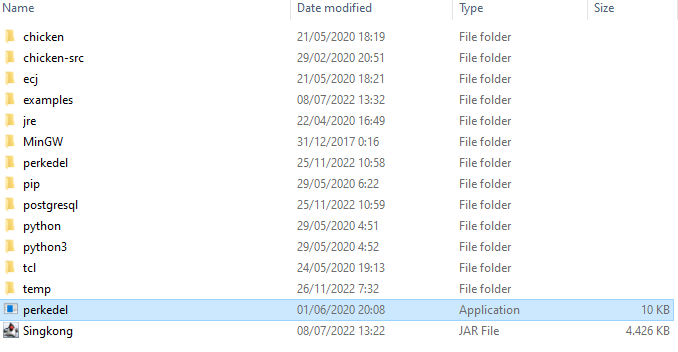 Name Date modified Type Size
chicken 21/05/2020 18:19 File folder
chicken-src 29/02/2020 20:51 File folder
ecj 21/05/2020 18:21 File folder
examples 08/07/2022 13:32 File folder
jre 22/04/2020 16:49 File folder
MinGW 31/12/2017 0:16 File folder
perkedel 25/11/2022 10:58 File folder
pip 29/05/2020 6:22 File folder
postgresql 25/11/2022 10:59 File folder
python 29/05/2020 4:51 File folder
python3 29/05/2020 4:52 File folder
tcl 24/05/2020 19:13 File folder
temp 26/11/2022 7:32 File folder
perkedel 01/06/2020 20:08 Application 10 KB
Singkong 08/07/2022 13:22 JAR File 4.426 KB